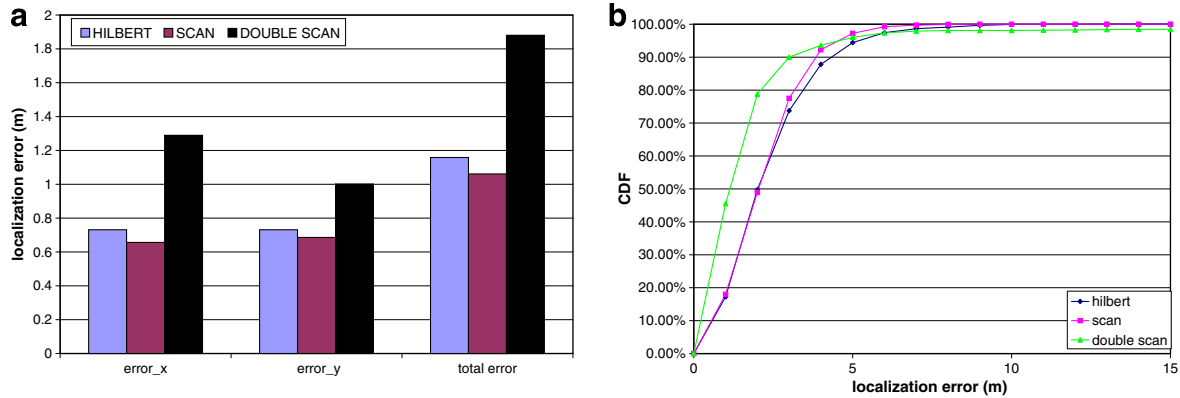 a
HILBERT SCAN DOUBLE SCAN
localization error (m)
2
1.8
1.6
1.4
1.2
1
0.8
0.6
0.4
0.2
0
error_x error_y total error
b
CDF
100.00%
90.00%
80.00%
70.00%
60.00%
50.00%
40.00%
30.00%
20.00%
10.00%
0.00%
hilbert
scan
double scan
0 5 10 15
localization error (m)